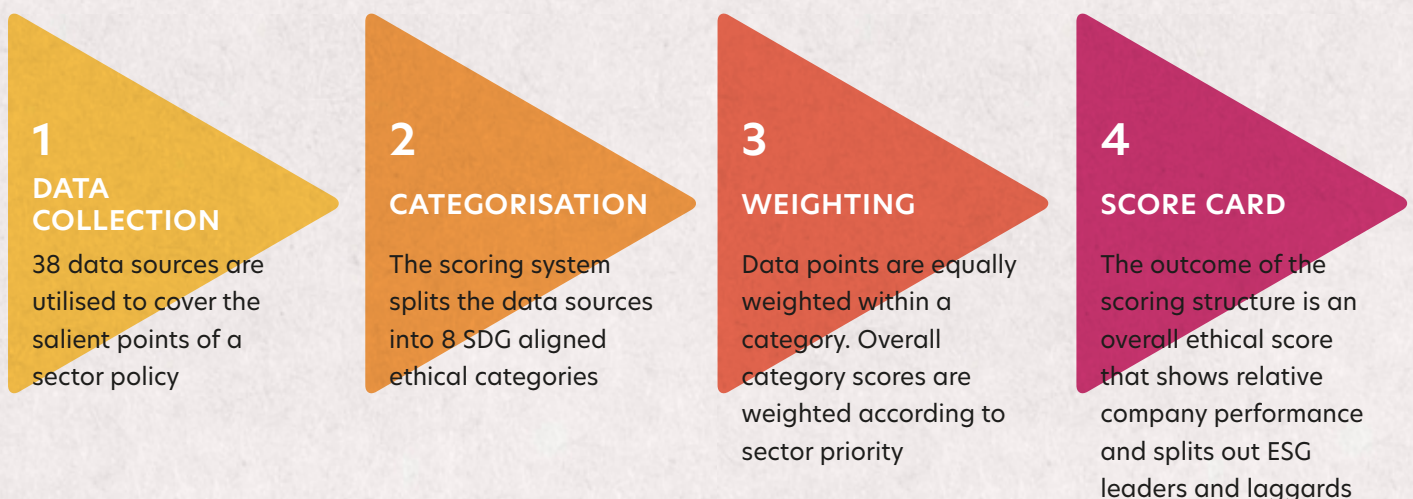 1
DATA
COLLECTION
38 data sources are
utilised to cover the
salient points of a
sector policy
2
CATEGORISATION
The scoring system
splits the data sources
into 8 SDG aligned
ethical categories
3
WEIGHTING
Data points are equally
weighted within a
category. Overall
category scores are
weighted according to
sector priority
4
SCORE CARD
The outcome of the
scoring structure is an
overall ethical score
that shows relative
company performance
and splits out ESG
leaders and laggards